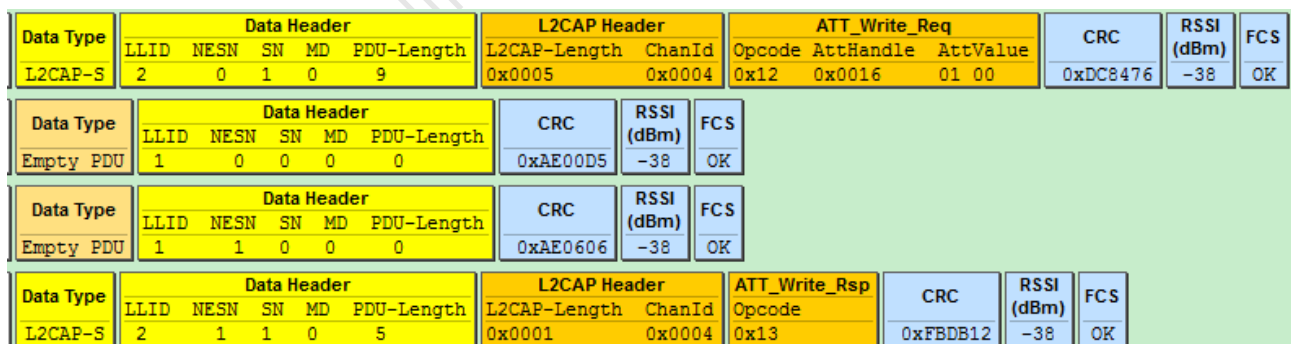 Data Type Data Header L2CAP Header ATT_Write_Req CRC RSSI (dBm) FCS
LLID NESN SN MD PDU-Length L2CAP-Length ChanId Opcode AttHandle AttValue
L2CAP-S 2 0 1 0 9 0x0005 0x0004 0x12 0x0016 01 00 0xDC8476 -38 OK
Data Type Data Header CRC RSSI (dBm) FCS
LLID NESN SN MD PDU-Length
Empty PDU 1 0 0 0 0 0xAE00D5 -38 OK
Data Type Data Header CRC RSSI (dBm) FCS
LLID NESN SN MD PDU-Length
Empty PDU 1 1 0 0 0 0xAE0606 -38 OK
Data Type Data Header L2CAP Header ATT_Write_Rsp CRC RSSI (dBm) FCS
LLID NESN SN MD PDU-Length L2CAP-Length ChanId Opcode
L2CAP-S 2 1 1 0 5 0x0001 0x0004 0x13 0xFBDB12 -38 OK